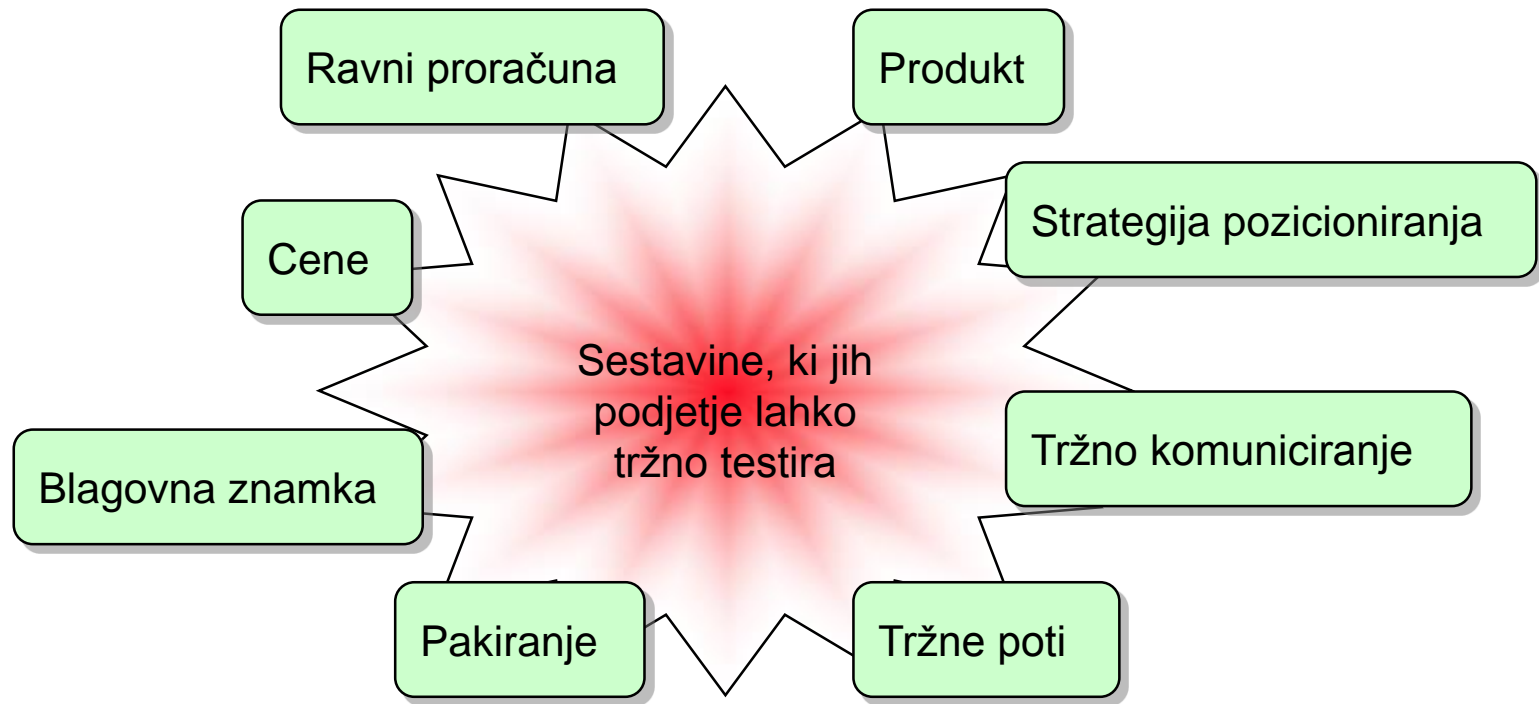 Ravni proračuna
Produkt
Strategija pozicioniranja
Cene
Sestavine, ki jih
podjetje lahko
tržno testira
Tržno komuniciranje
Blagovna znamka
Pakiranje
Tržne poti